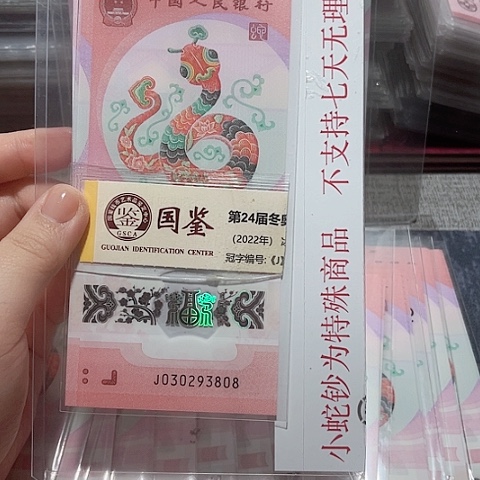 中国人民银行
国鉴
GSCA
GUOJIAN IDENTIFICATION CENTER
第24届冬奥
(2022年)
冠字编号:《J
J030293808
小蛇钞为特殊商品 不支持七天无理